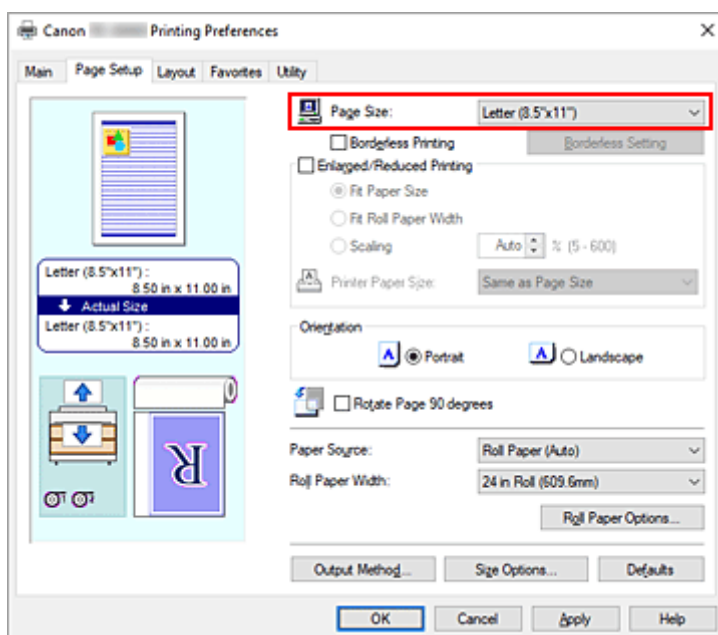 Canon Printing Preferences
Main Page Setup Layout Favorites Utility
Page Size: Letter (8.5"x11")
Borderless Printing Borderless Setting
Enlarged/Reduced Printing
Fit Paper Size
Fit Roll Paper Width
Scaling Auto % (5 - 600)
Printer Paper Size: Same as Page Size
Letter (8.5"x11") :
8.50 in x 11.00 in
Actual Size
Letter (8.5"x11") :
8.50 in x 11.00 in
Orientation
A Portrait A Landscape
Rotate Page 90 degrees
Paper Source: Roll Paper (Auto)
Roll Paper Width: 24 in Roll (609.6mm)
R
Roll Paper Options...
Output Method... Size Options... Defaults
OK Cancel Apply Help